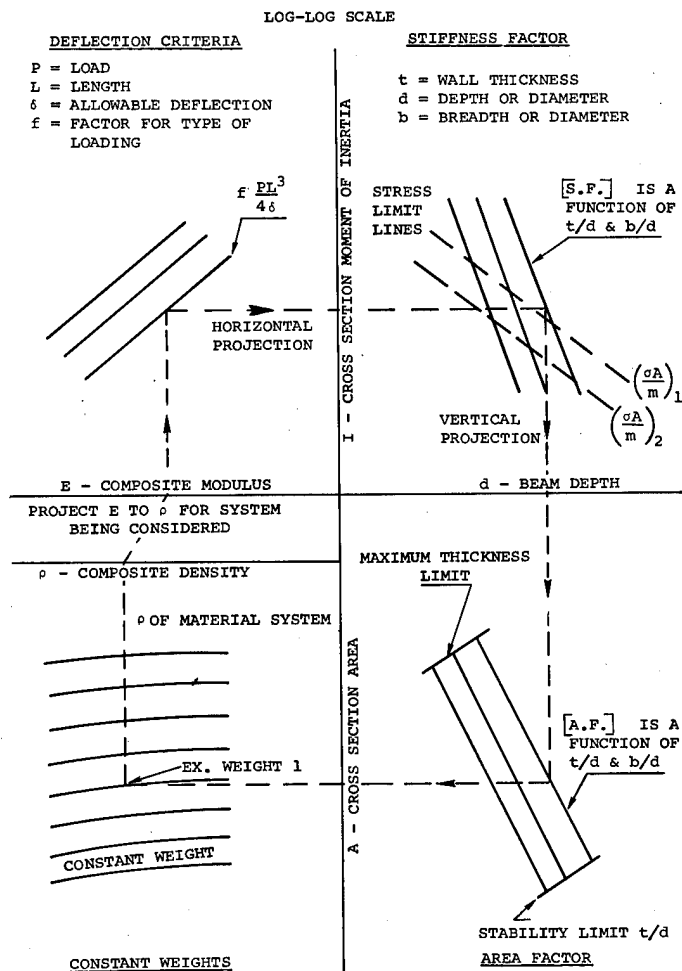 LOG-LOG SCALE
DEFLECTION CRITERIA
P = LOAD
L = LENGTH
δ = ALLOWABLE DEFLECTION
f = FACTOR FOR TYPE OF
LOADING
f PL³/4δ
HORIZONTAL
PROJECTION
E - COMPOSITE MODULUS
I - CROSS SECTION MOMENT OF INERTIA
STIFFNESS FACTOR
t = WALL THICKNESS
d = DEPTH OR DIAMETER
b = BREADTH OR DIAMETER
STRESS
LIMIT
LINES
[S.F.] IS A
FUNCTION OF
t/d & b/d
(σA/m)1
(σA/m)2
VERTICAL
PROJECTION
d - BEAM DEPTH
PROJECT E TO ρ FOR SYSTEM
BEING CONSIDERED
ρ - COMPOSITE DENSITY
ρ OF MATERIAL SYSTEM
EX. WEIGHT 1
CONSTANT WEIGHT
CONSTANT WEIGHTS
A - CROSS SECTION AREA
MAXIMUM THICKNESS
LIMIT
[A.F.] IS A
FUNCTION OF
t/d & b/d
STABILITY LIMIT t/d
AREA FACTOR